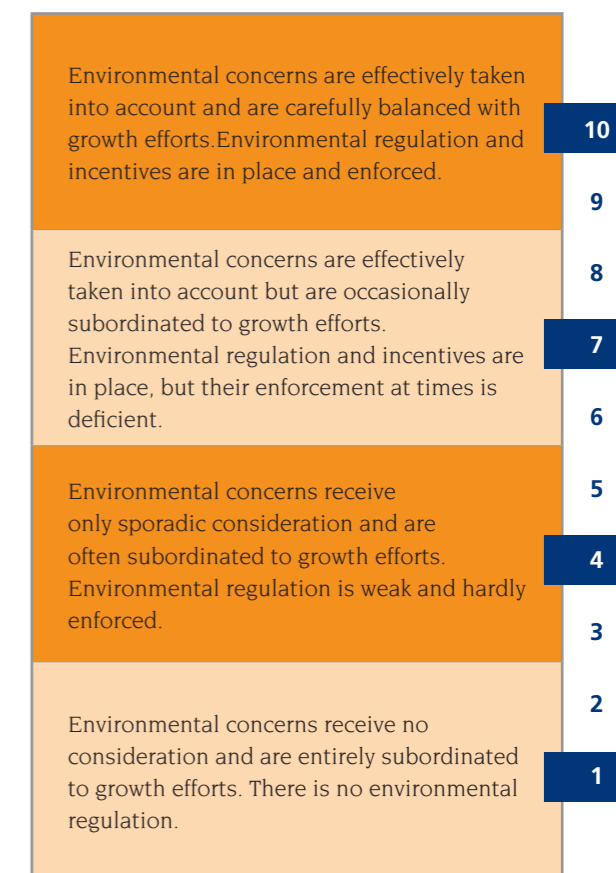 Environmental concerns are effectively taken
into account and are carefully balanced with
growth efforts.Environmental regulation and
incentives are in place and enforced.
10
9
Environmental concerns are effectively
taken into account but are occasionally
subordinated to growth efforts.
Environmental regulation and incentives are
in place, but their enforcement at times is
deficient.
8
7
6
Environmental concerns receive
only sporadic consideration and are
often subordinated to growth efforts.
Environmental regulation is weak and hardly
enforced.
5
4
3
Environmental concerns receive no
consideration and are entirely subordinated
to growth efforts. There is no environmental
regulation.
2
1